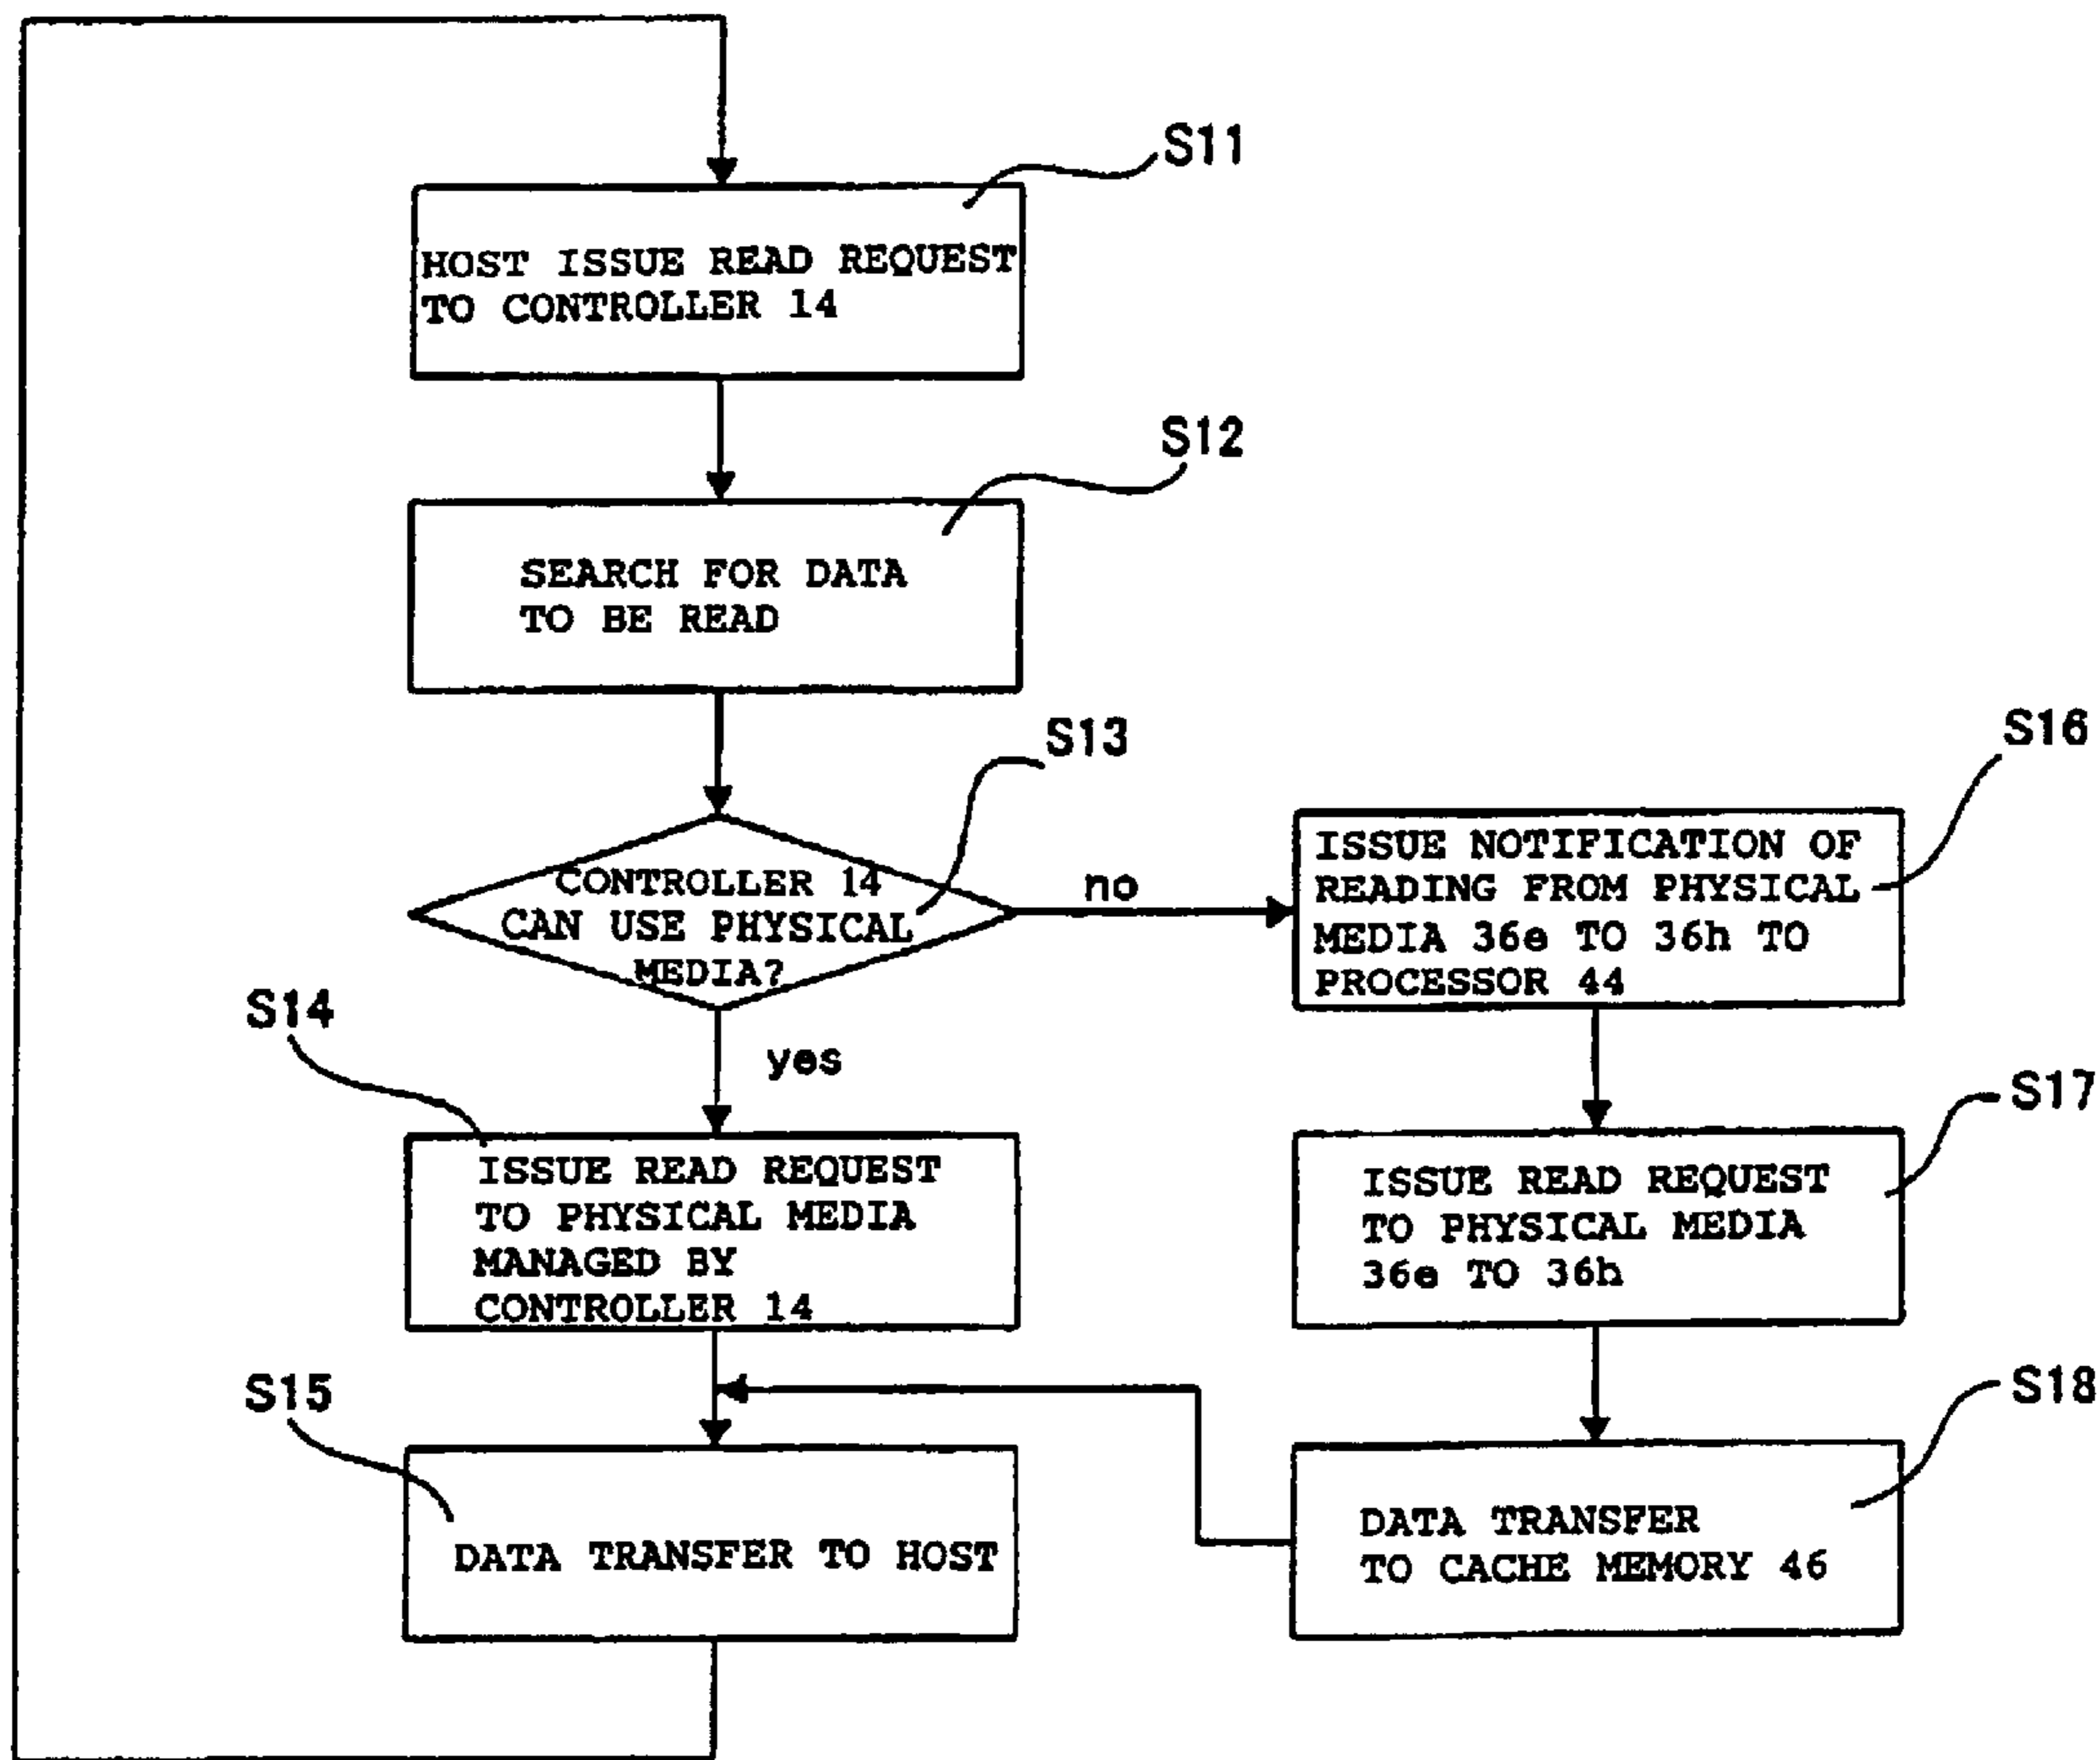 S11
HOST ISSUE READ REQUEST
TO CONTROLLER 14
S12
SEARCH FOR DATA
TO BE READ
S13
CONTROLLER 14
CAN USE PHYSICAL
MEDIA?
no
yes
S16
ISSUE NOTIFICATION OF
READING FROM PHYSICAL
MEDIA 36e TO 36h TO
PROCESSOR 44
S14
ISSUE READ REQUEST
TO PHYSICAL MEDIA
MANAGED BY
CONTROLLER 14
S17
ISSUE READ REQUEST
TO PHYSICAL MEDIA
36e TO 36h
S15
DATA TRANSFER TO HOST
S18
DATA TRANSFER
TO CACHE MEMORY 46